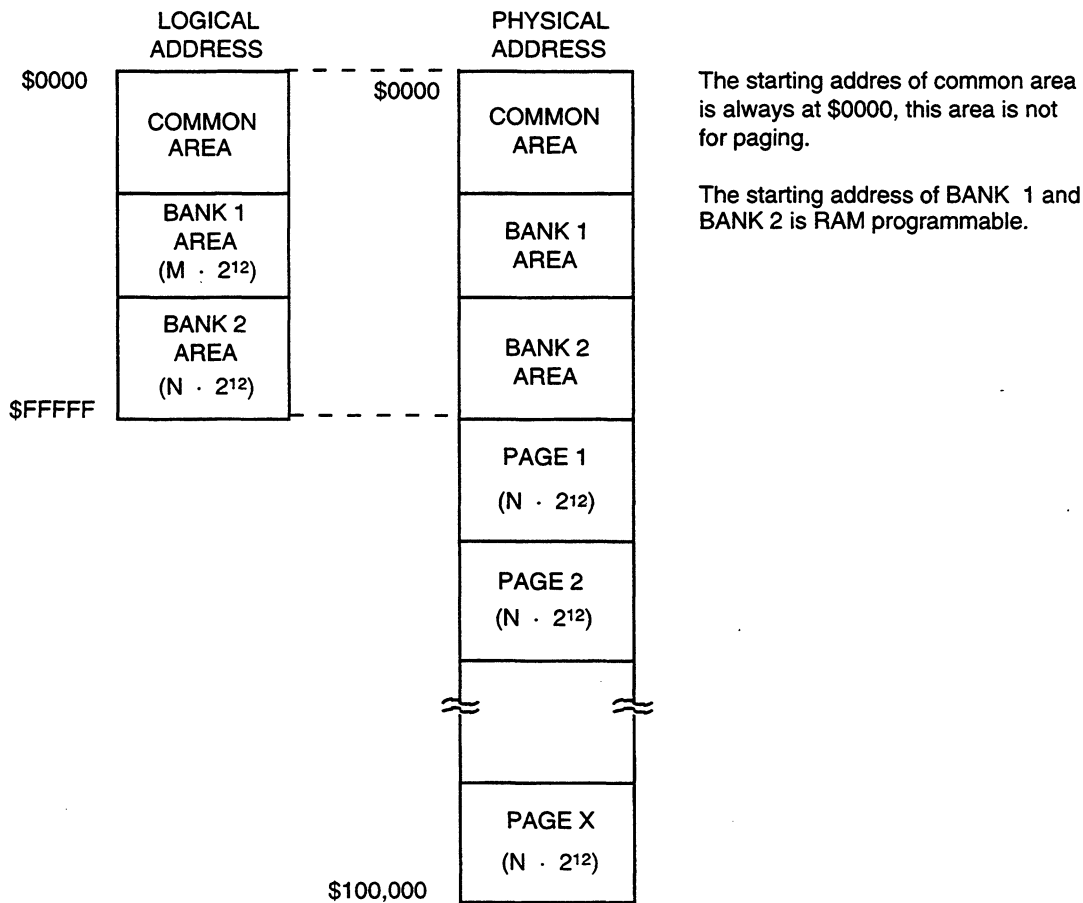 LOGICAL
ADDRESS
PHYSICAL
ADDRESS
$0000
$0000
COMMON
AREA
COMMON
AREA
The starting addres of common area
is always at $0000, this area is not
for paging.
BANK 1
AREA
(M · 2¹²)
BANK 1
AREA
The starting address of BANK 1 and
BANK 2 is RAM programmable.
BANK 2
AREA
(N · 2¹²)
BANK 2
AREA
$FFFFF
PAGE 1
(N · 2¹²)
PAGE 2
(N · 2¹²)
PAGE X
(N · 2¹²)
$100,000